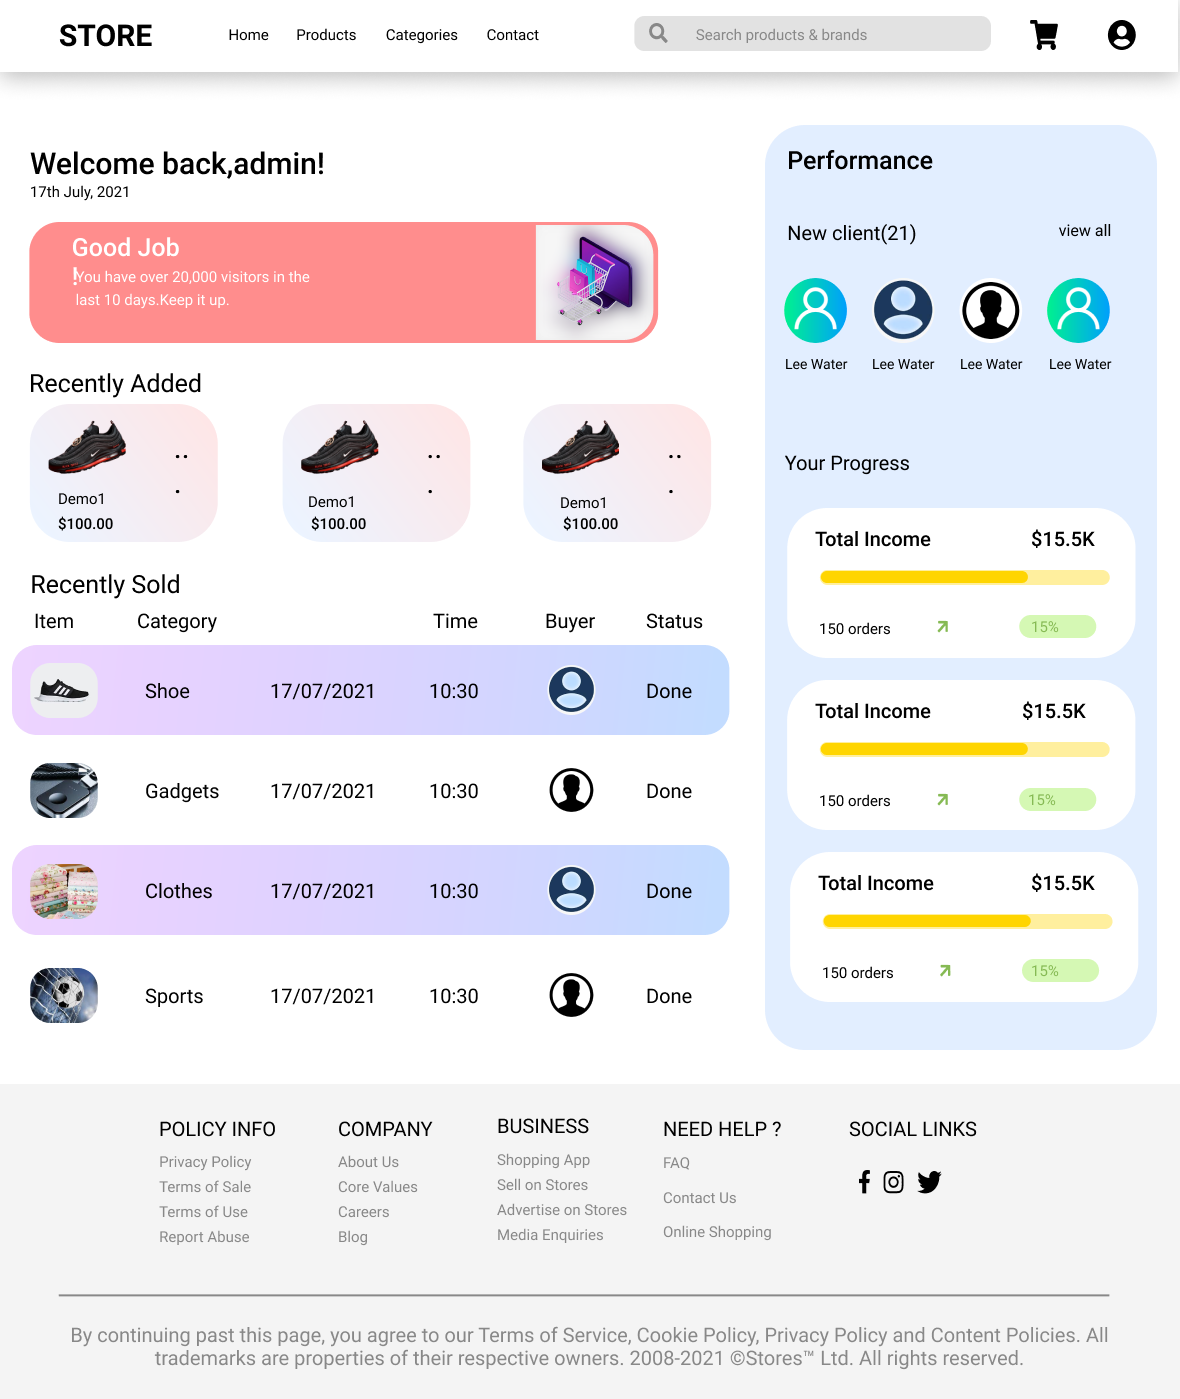 STORE
Home Products Categories Contact
Search products & brands
Welcome back,admin!
17th July, 2021
Good Job
!
You have over 20,000 visitors in the
last 10 days.Keep it up.
Recently Added
Demo1
$100.00
Demo1
$100.00
Demo1
$100.00
Recently Sold
Item Category Time Buyer Status
Shoe 17/07/2021 10:30 Done
Gadgets 17/07/2021 10:30 Done
Clothes 17/07/2021 10:30 Done
Sports 17/07/2021 10:30 Done
Performance
New client(21) view all
Lee Water Lee Water Lee Water Lee Water
Your Progress
Total Income $15.5K
150 orders 15%
Total Income $15.5K
150 orders 15%
Total Income $15.5K
150 orders 15%
POLICY INFO
Privacy Policy
Terms of Sale
Terms of Use
Report Abuse
COMPANY
About Us
Core Values
Careers
Blog
BUSINESS
Shopping App
Sell on Stores
Advertise on Stores
Media Enquiries
NEED HELP ?
FAQ
Contact Us
Online Shopping
SOCIAL LINKS
By continuing past this page, you agree to our Terms of Service, Cookie Policy, Privacy Policy and Content Policies. All
trademarks are properties of their respective owners. 2008-2021 ©Stores™ Ltd. All rights reserved.